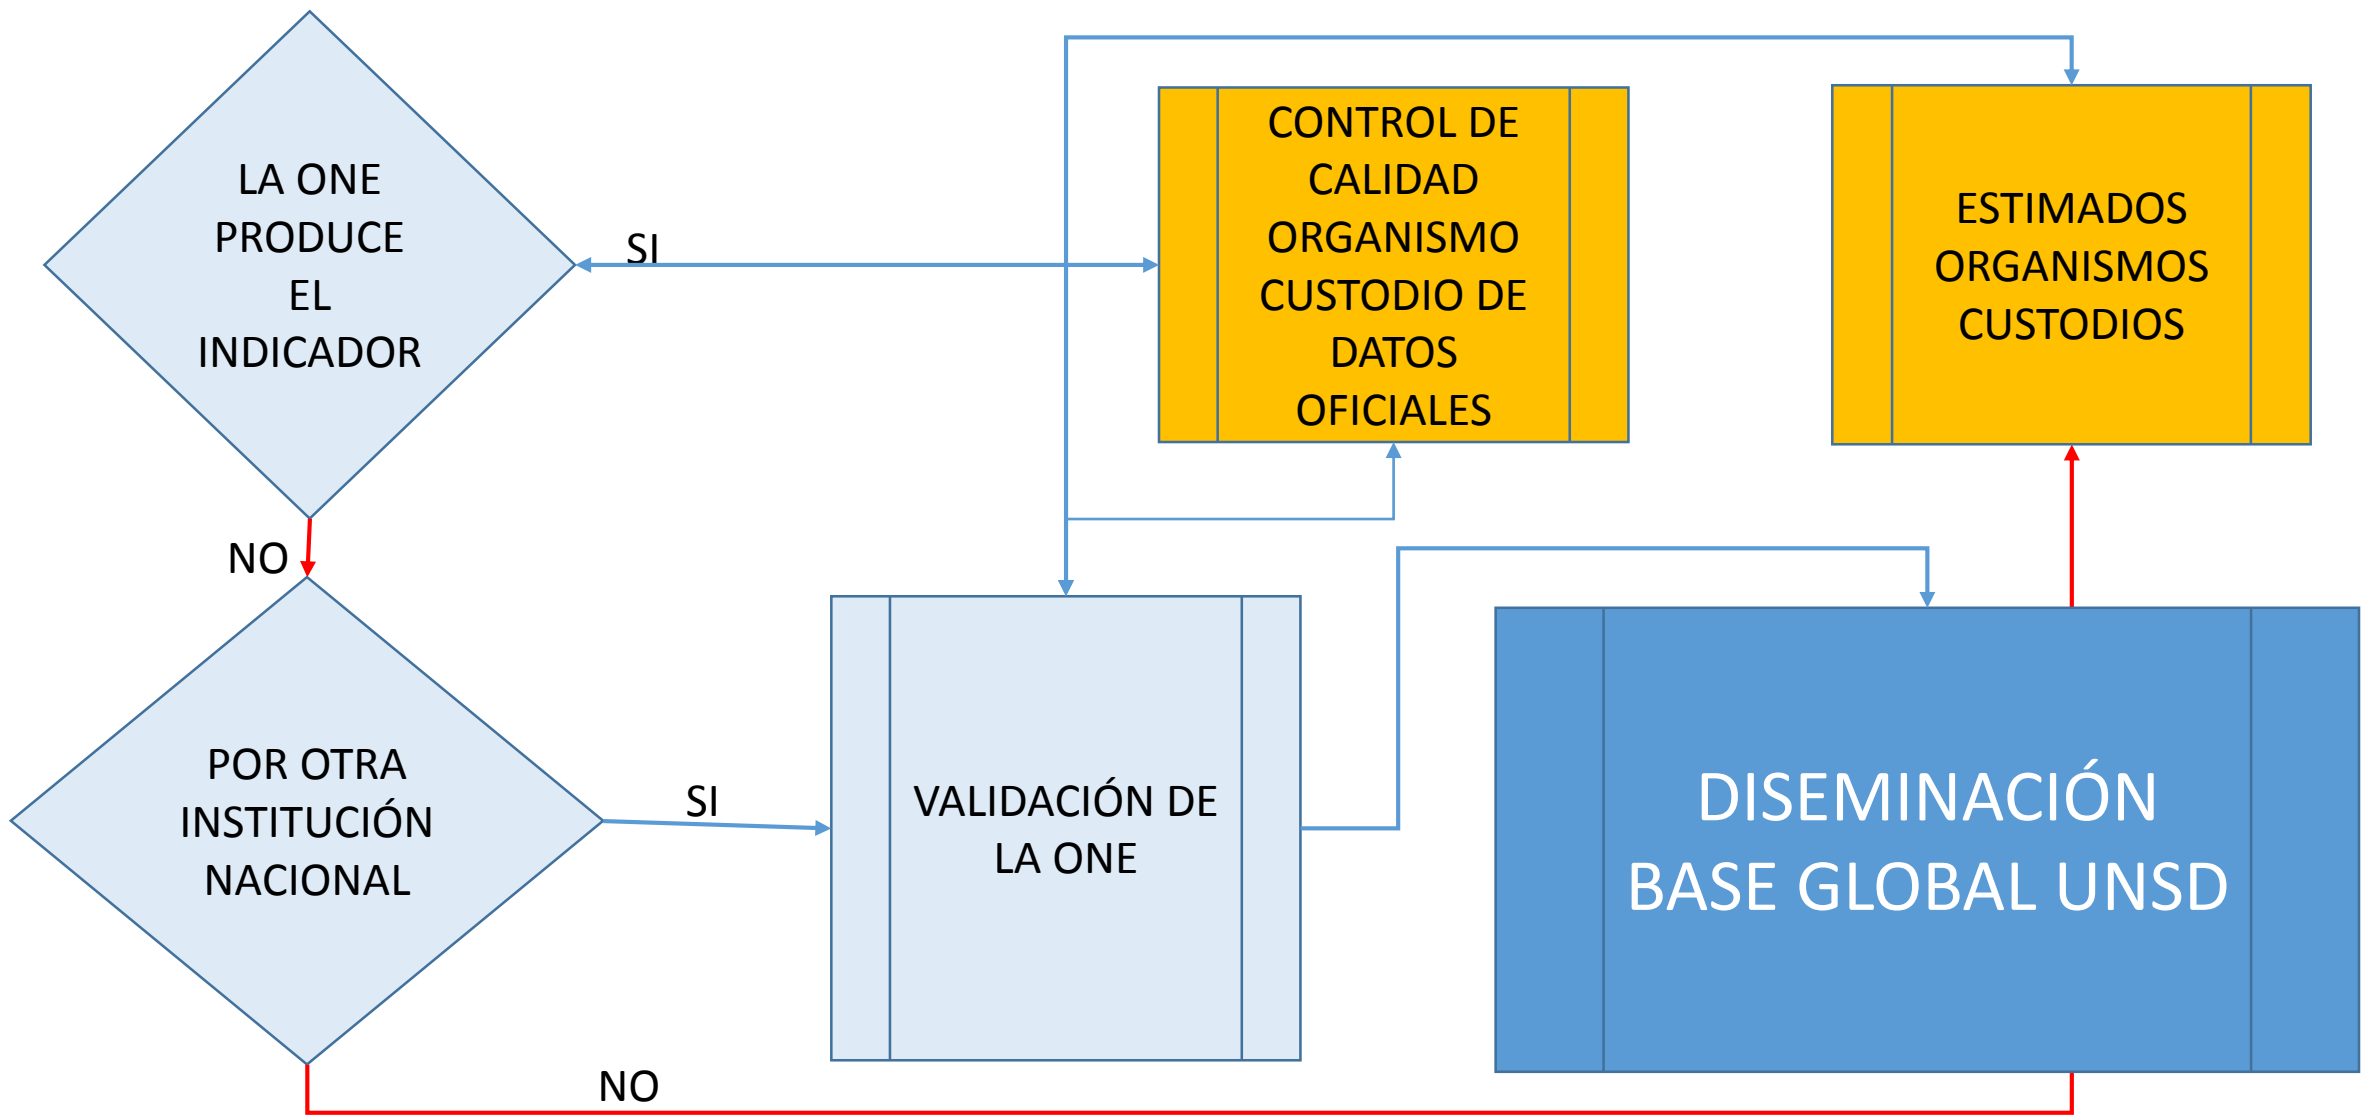 LA ONE
PRODUCE
EL
INDICADOR
SI
CONTROL DE
CALIDAD
ORGANISMO
CUSTODIO DE
DATOS
OFICIALES
ESTIMADOS
ORGANISMOS
CUSTODIOS
NO
POR OTRA
INSTITUCIÓN
NACIONAL
SI
VALIDACIÓN DE
LA ONE
DISEMINACIÓN
BASE GLOBAL UNSD
NO